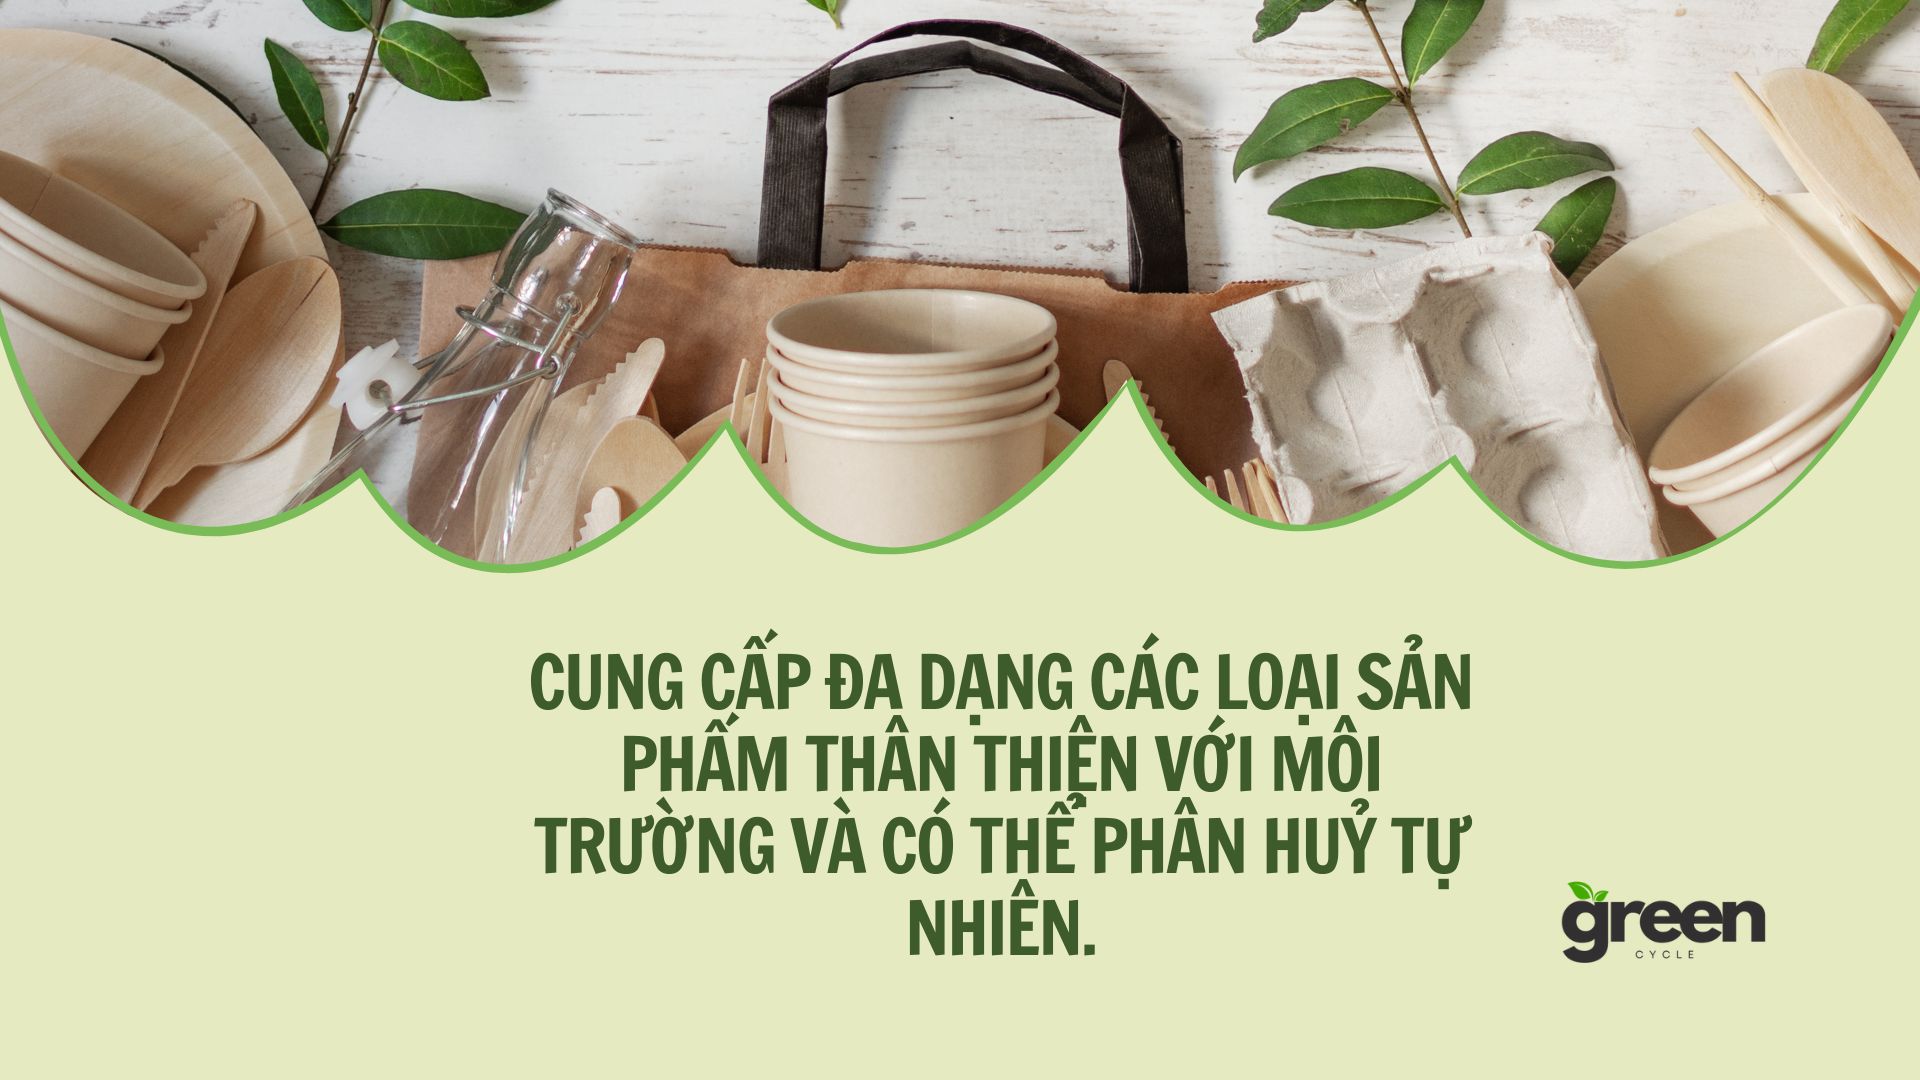 CUNG CẤP ĐA DẠNG CÁC LOẠI SẢN
PHẨM THÂN THIỆN VỚI MÔI
TRƯỜNG VÀ CÓ THỂ PHÂN HUỶ TỰ
NHIÊN.
green
CYCLE